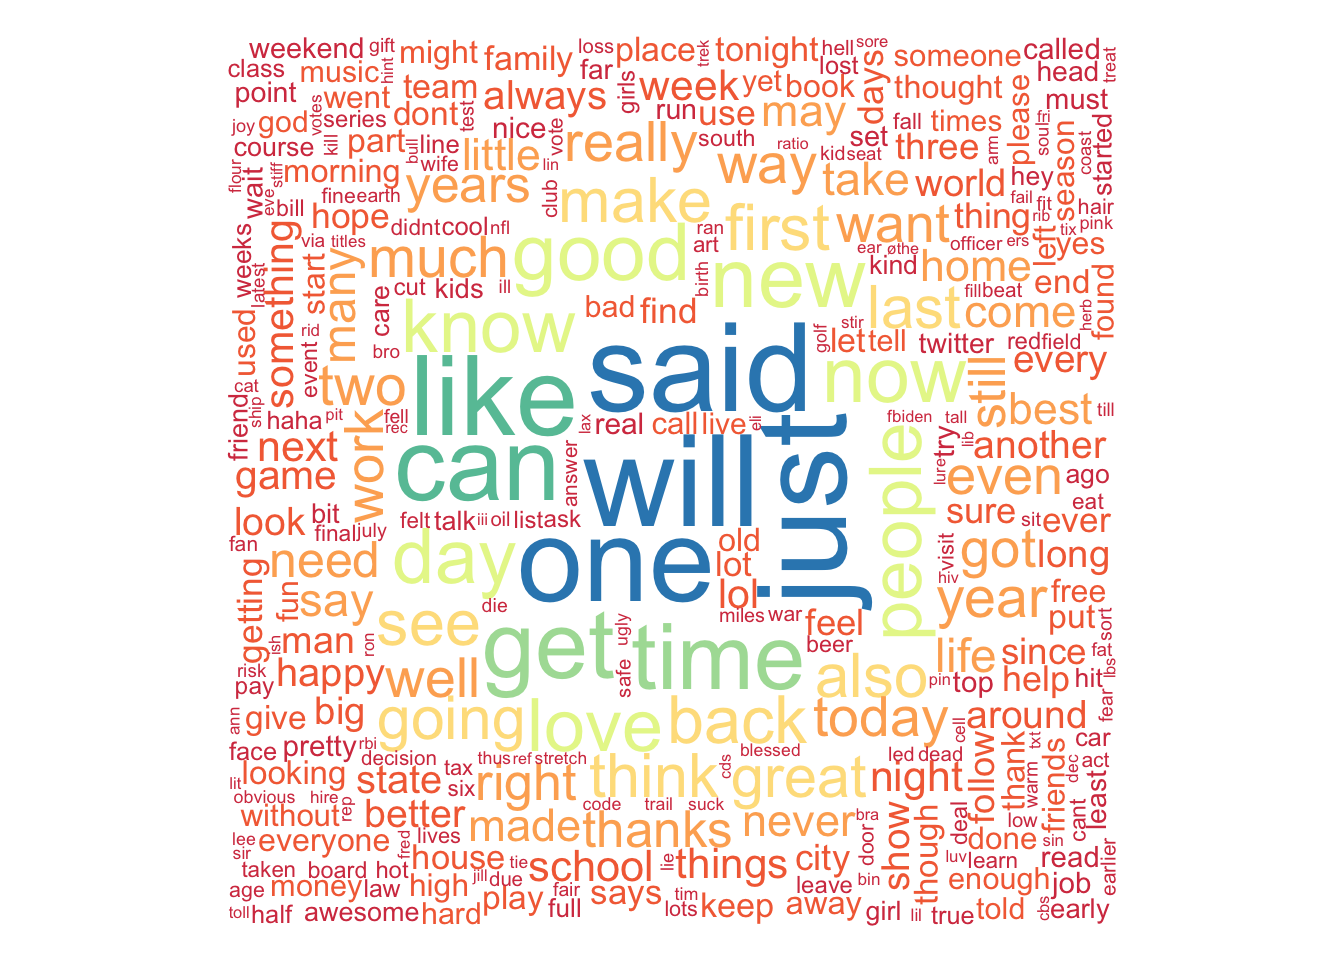 weekend gift might family loss place trek tonight hell sore someone called treat
class music hint team always far girls week yet lost book days thought head
point went votes dont nice run use may please must
joy god series part test line vote really south set fall times three soul fri coast started
course kill bull wife little lin way ratio kid seat arm season
flour wait eve stiff morning years club make take world hey fit hair
fine earth first want thing fail rib pink
bill hope didnt cool nfl good ran art birth new ear øthe officer ers left tix yes
weeks latest something via titles start many much kind home end found
used rid event care cut kids ill know bad find last fill beat come herb
bro said golf stir let tell twitter red field every
friend cat ship two like now still best till
haha pit fell rec lax real call live eli just fbiden tall try lib another
next game work can answer will people lure even ago
look bit final july felt talk iii oil list ask sure sit eat ever
fan need day one old lot got visit hiv long
getting fun say die lol year free
see ugly miles war feel put sort
ish man ron get time beer life since fat lbs
risk pay happy well safe also pin top help hit fear
ann give big going love back today cell around
face pretty rbi decision thus ref stretch blessed cds led dead follow thank txt car
lit looking state tax six right think great night warm dec act
obvious hire rep code trail suck friends cant least
without better made thanks never bra show though deal low
lee everyone fred lives door done sin
sir house tie school lie things city luv learn read earlier
taken board hot jill due bin enough job
age money law high play fair says tim keep leave away girl cbs
toll half awesome hard full lots lil true told early